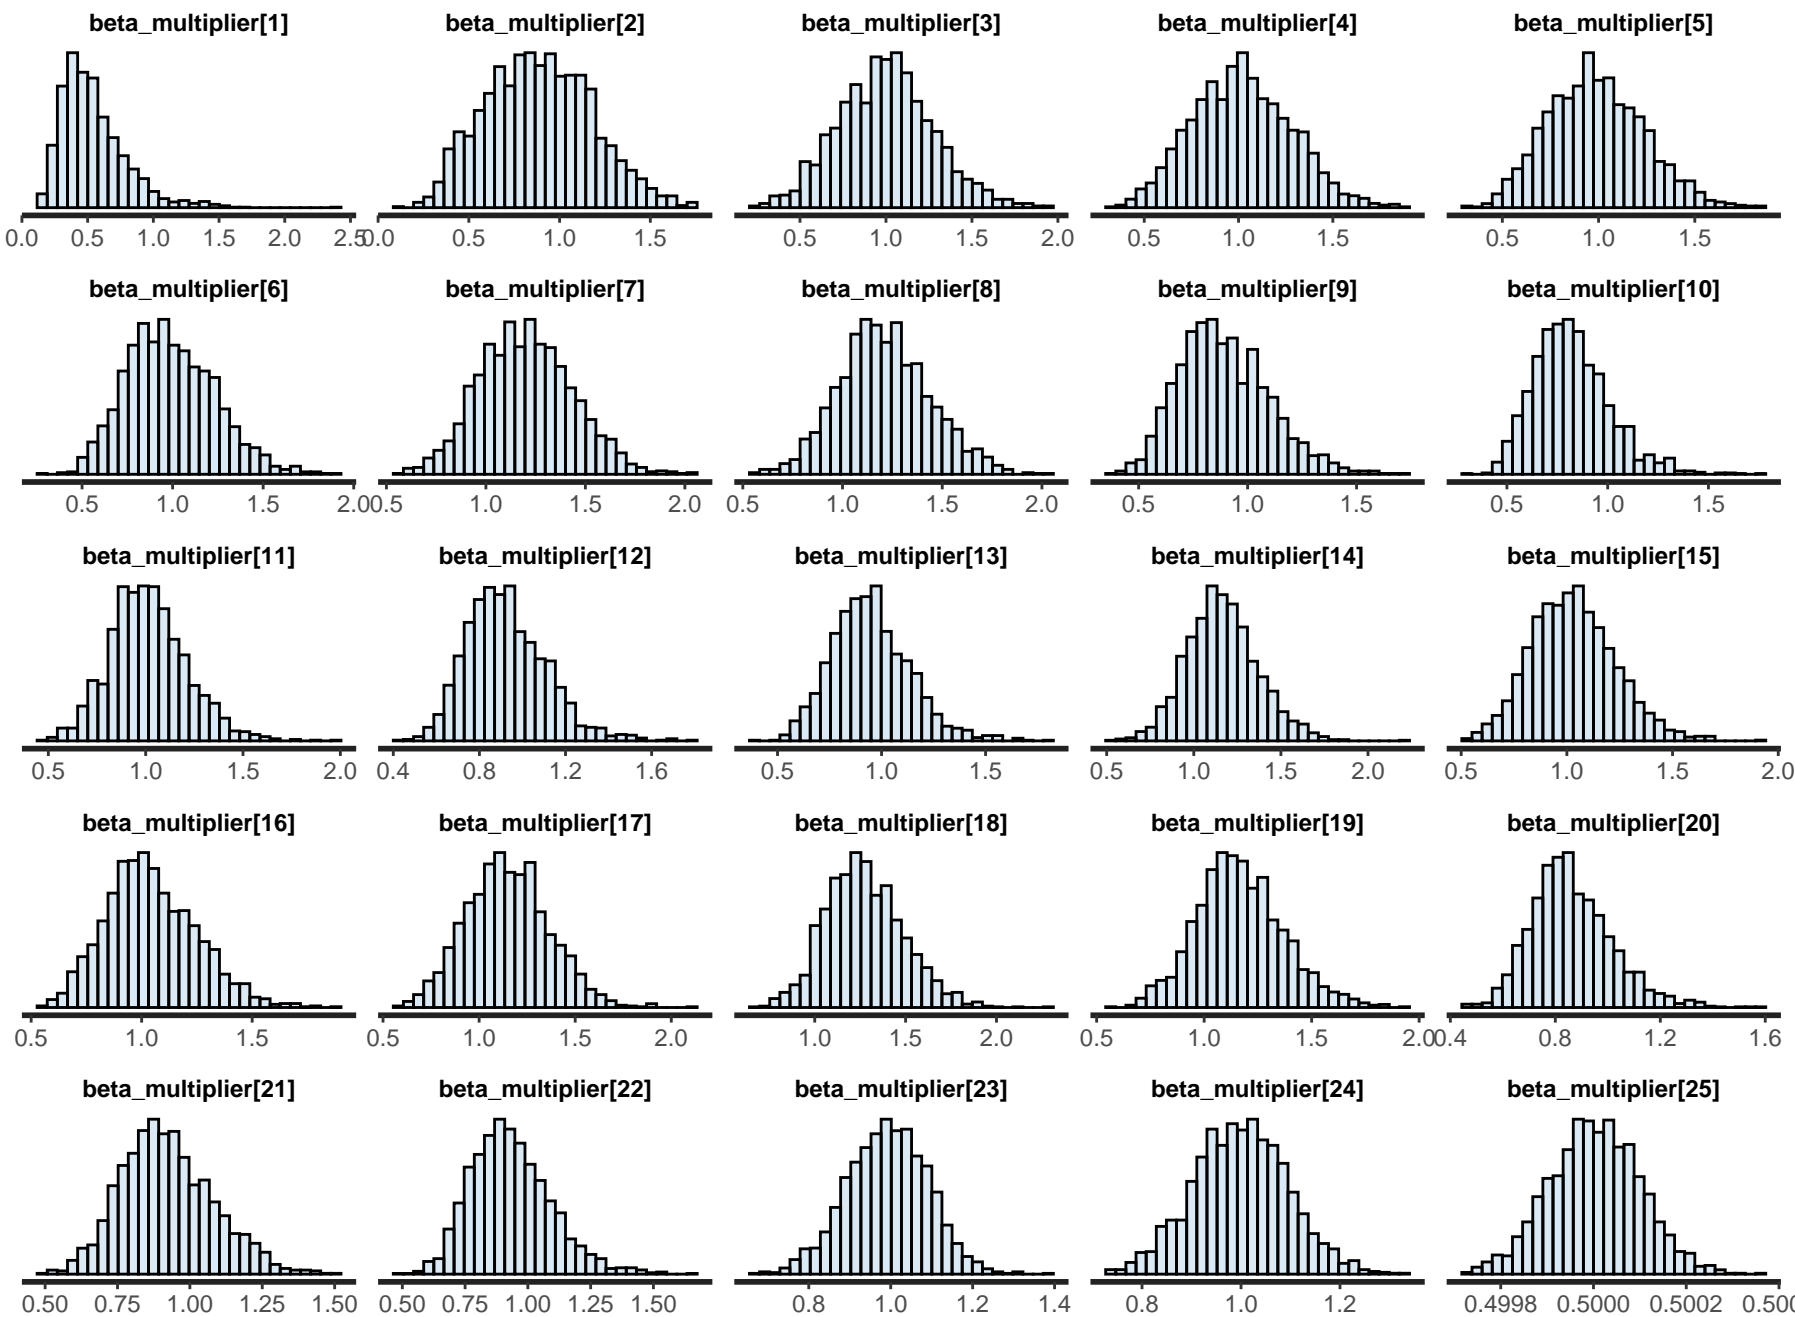 beta_multiplier[1] beta_multiplier[2] beta_multiplier[3] beta_multiplier[4] beta_multiplier[5]
0.0 0.5 1.0 1.5 2.0 2.5 0.0 0.5 1.0 1.5 0.5 1.0 1.5 2.0 0.5 1.0 1.5 0.5 1.0 1.5
beta_multiplier[6] beta_multiplier[7] beta_multiplier[8] beta_multiplier[9] beta_multiplier[10]
0.5 1.0 1.5 2.0 0.5 1.0 1.5 2.0 0.5 1.0 1.5 2.0 0.5 1.0 1.5 0.5 1.0 1.5
beta_multiplier[11] beta_multiplier[12] beta_multiplier[13] beta_multiplier[14] beta_multiplier[15]
0.5 1.0 1.5 2.0 0.4 0.8 1.2 1.6 0.5 1.0 1.5 0.5 1.0 1.5 2.0 0.5 1.0 1.5 2.0
beta_multiplier[16] beta_multiplier[17] beta_multiplier[18] beta_multiplier[19] beta_multiplier[20]
0.5 1.0 1.5 0.5 1.0 1.5 2.0 1.0 1.5 2.0 0.5 1.0 1.5 2.0 0.4 0.8 1.2 1.6
beta_multiplier[21] beta_multiplier[22] beta_multiplier[23] beta_multiplier[24] beta_multiplier[25]
0.50 0.75 1.00 1.25 1.50 0.50 0.75 1.00 1.25 1.50 0.8 1.0 1.2 1.4 0.8 1.0 1.2 0.4998 0.5000 0.5002